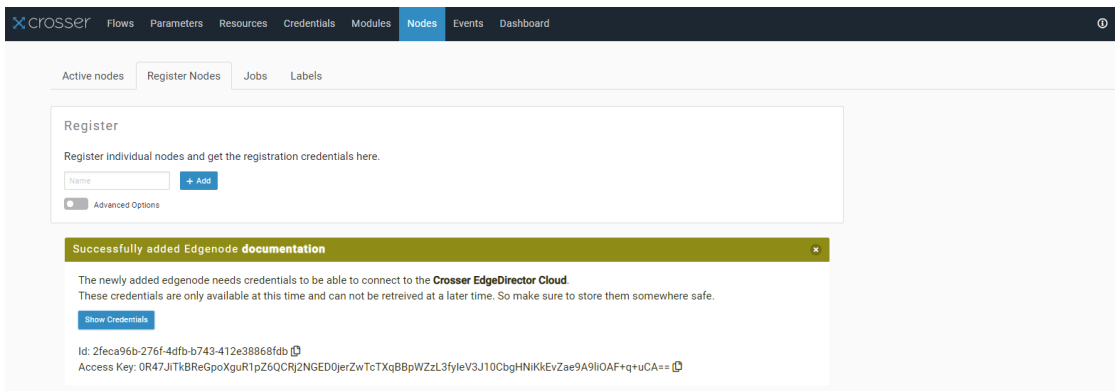 crosser Flows Parameters Resources Credentials Modules Nodes Events Dashboard
Active nodes Register Nodes Jobs Labels
Register
Register individual nodes and get the registration credentials here.
Name + Add
Advanced Options
Successfully added Edgenode documentation
The newly added edgenode needs credentials to be able to connect to the Crosser EdgeDirector Cloud.
These credentials are only available at this time and can not be retreived at a later time. So make sure to store them somewhere safe.
Show Credentials
Id: 2feca96b-276f-4dfb-b743-412e38868fdb
Access Key: 0R47JiTkBReGpoXguR1pZ6QCRj2NGED0jerZwTcTXqBBpWZzL3fyIeV3J10CbgHNiKkEvZae9A9liOAF+q+uCA==